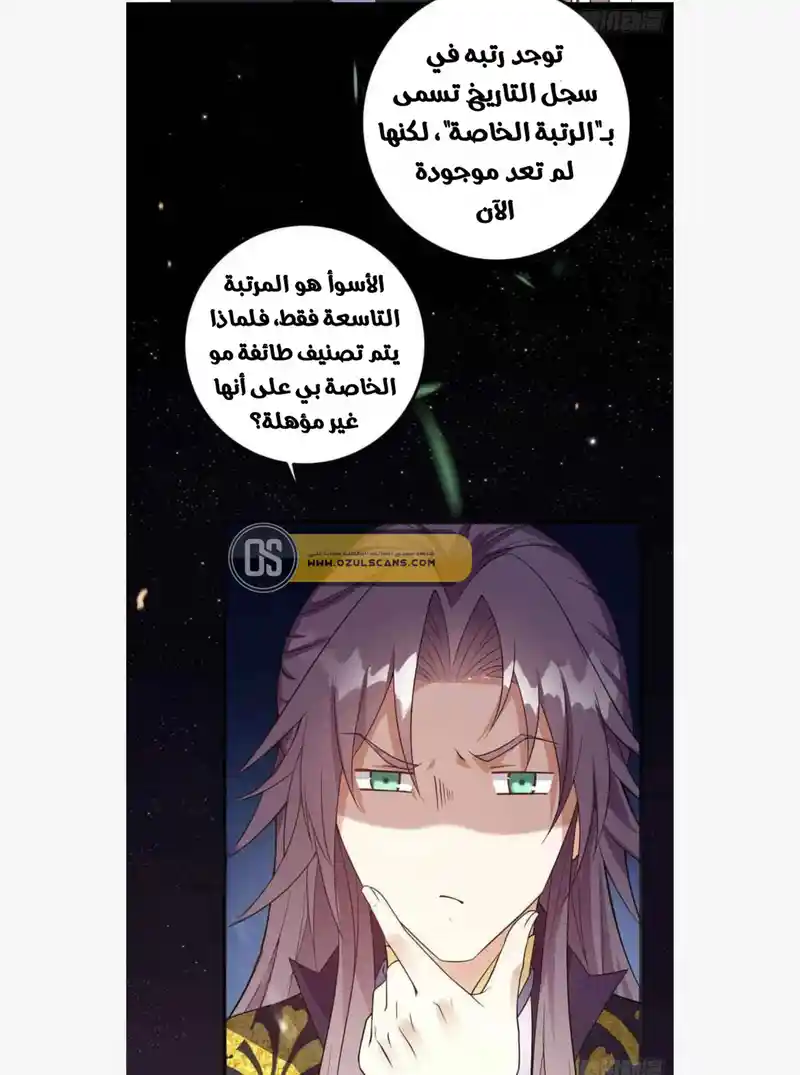 توجد رتبه في
سجل التاريخ تسمى
بـ"الرتبة الخاصة"، لكنها
لم تعد موجودة
الآن
الأسوأ هو المرتبة
التاسعة فقط، فلماذا
يتم تصنيف طائفة مو
الخاصة بي على أنها
غير مؤهلة؟
OS
WWW.OZULSCANS.COM